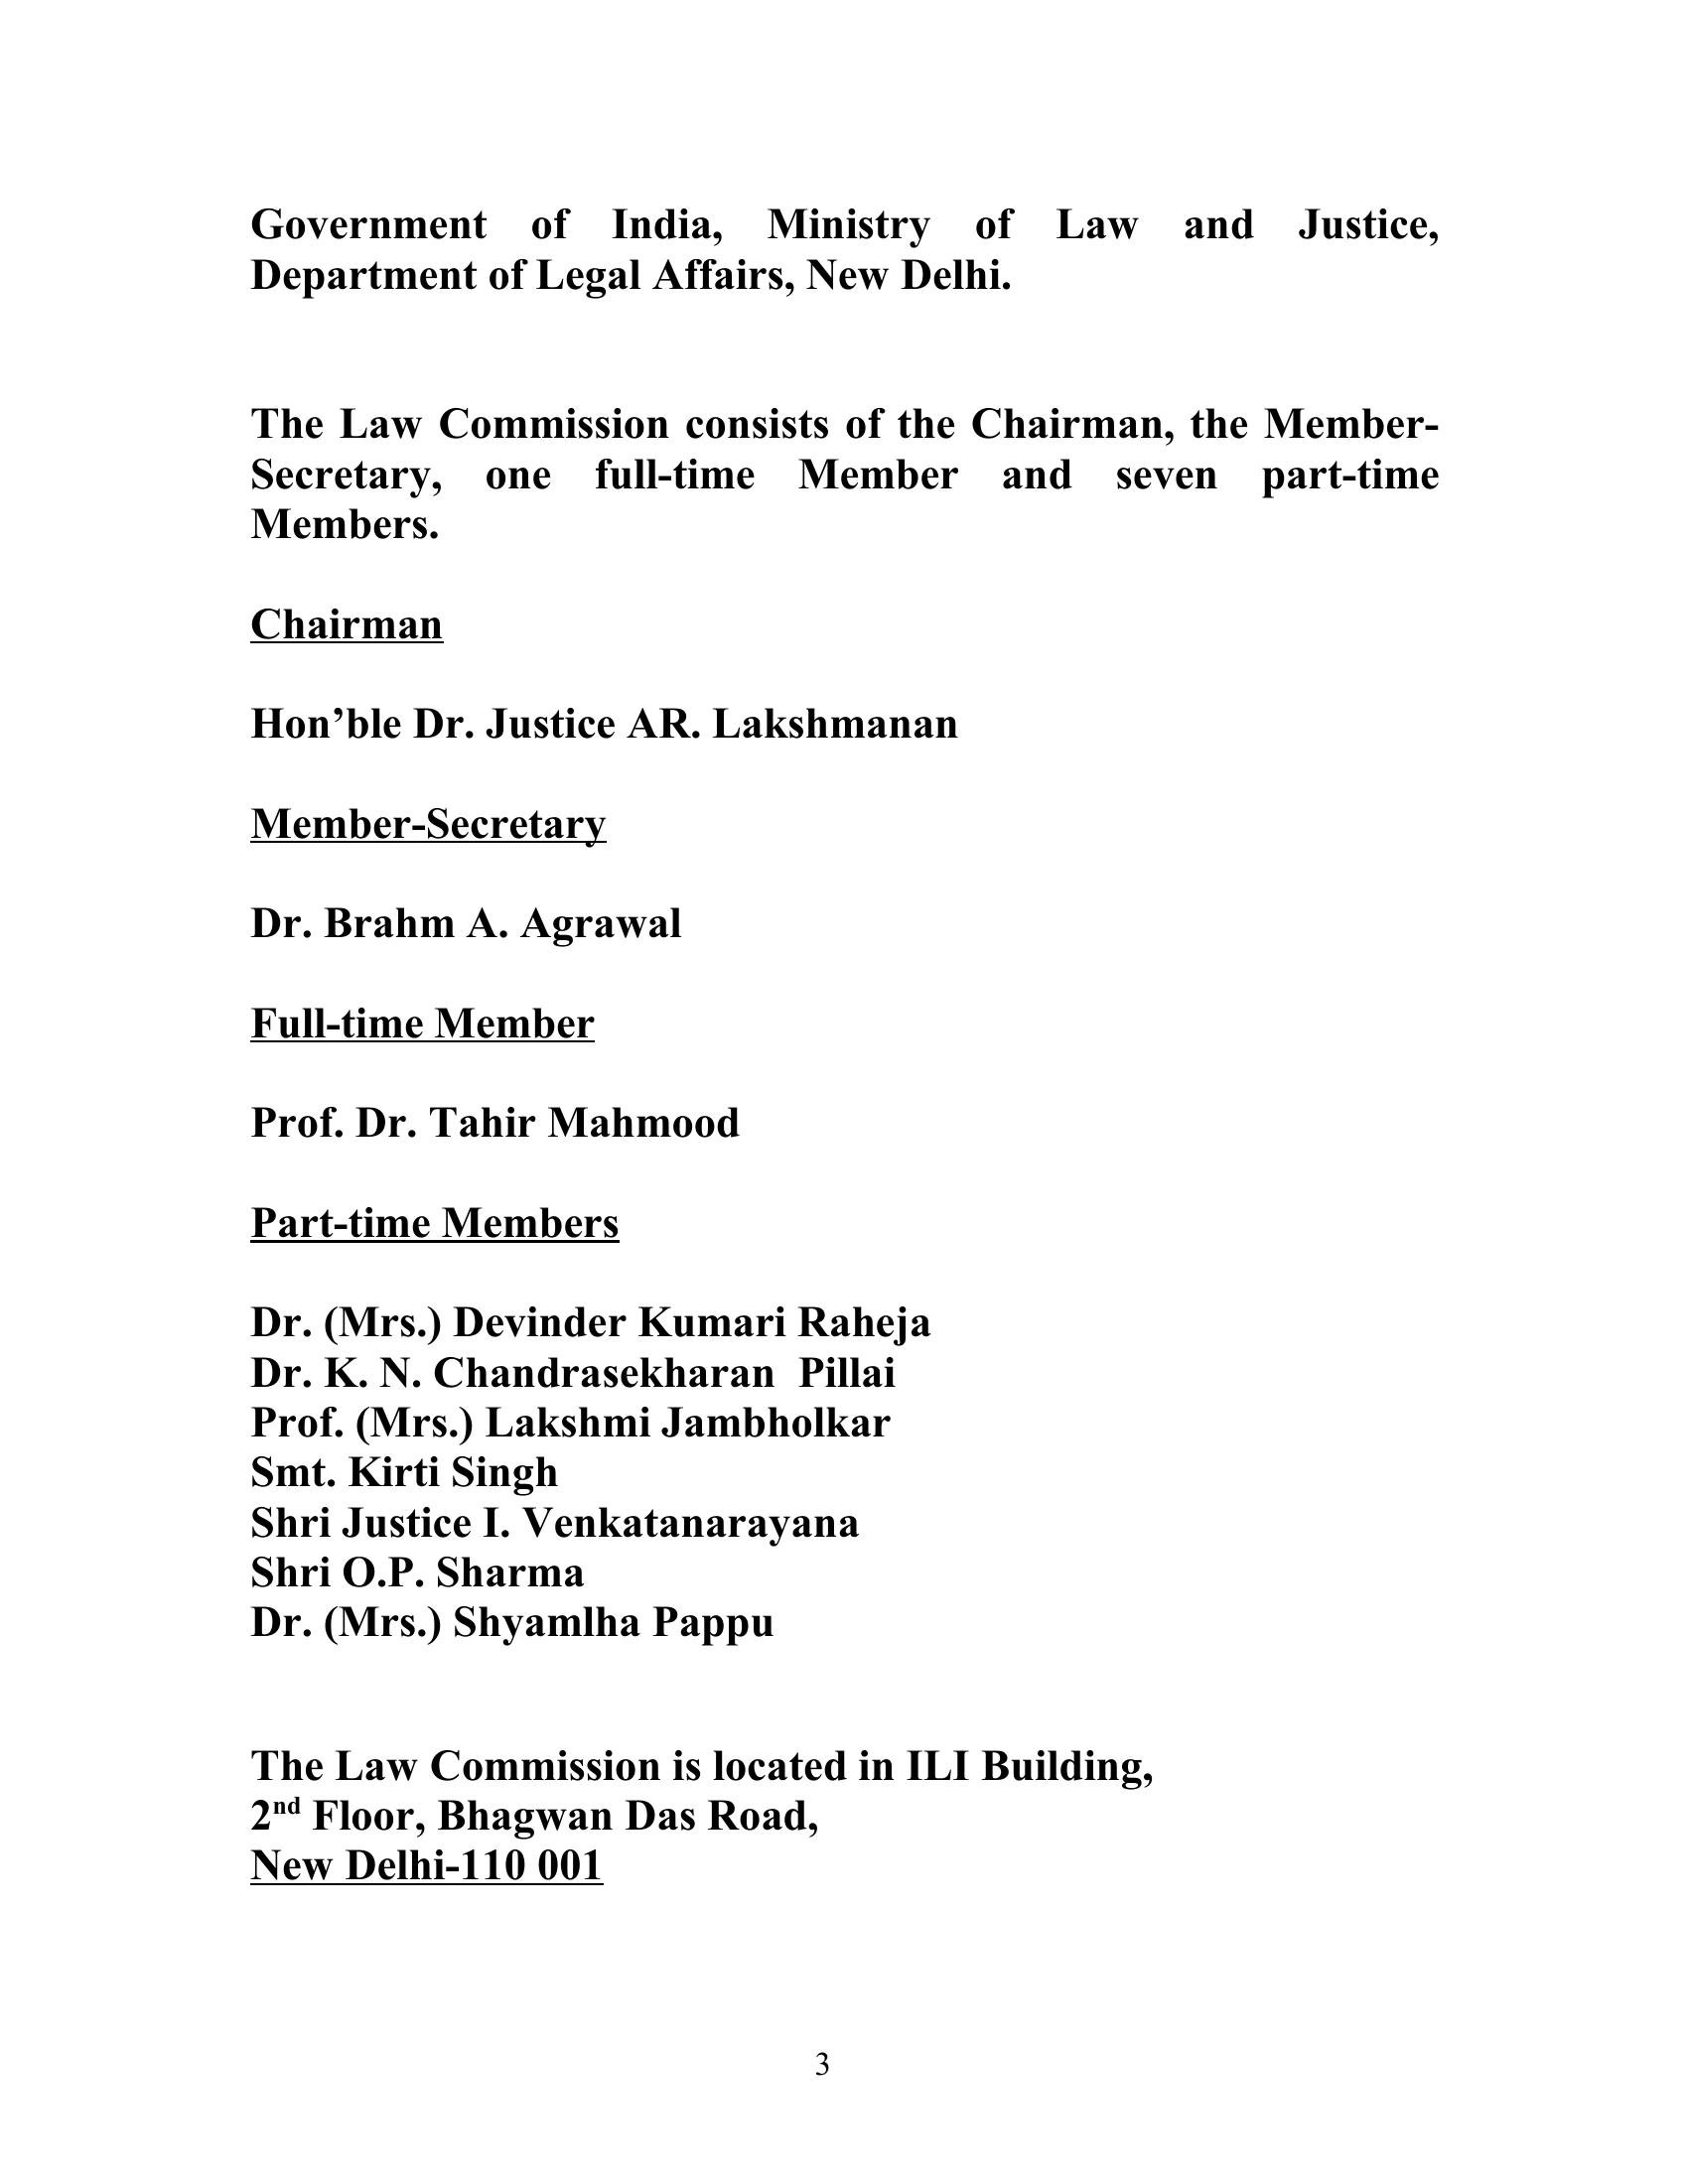 Government of India, Ministry of Law and Justice,
Department of Legal Affairs, New Delhi.
The Law Commission consists of the Chairman, the Member-
Secretary, one full-time Member and seven part-time
Members.
Chairman
Hon’ble Dr. Justice AR. Lakshmanan
Member-Secretary
Dr. Brahm A. Agrawal
Full-time Member
Prof. Dr. Tahir Mahmood
Part-time Members
Dr. (Mrs.) Devinder Kumari Raheja
Dr. K. N. Chandrasekharan  Pillai
Prof. (Mrs.) Lakshmi Jambholkar
Smt. Kirti Singh
Shri Justice I. Venkatanarayana
Shri O.P. Sharma
Dr. (Mrs.) Shyamlha Pappu
The Law Commission is located in ILI Building,
2nd Floor, Bhagwan Das Road,
New Delhi-110 001
3